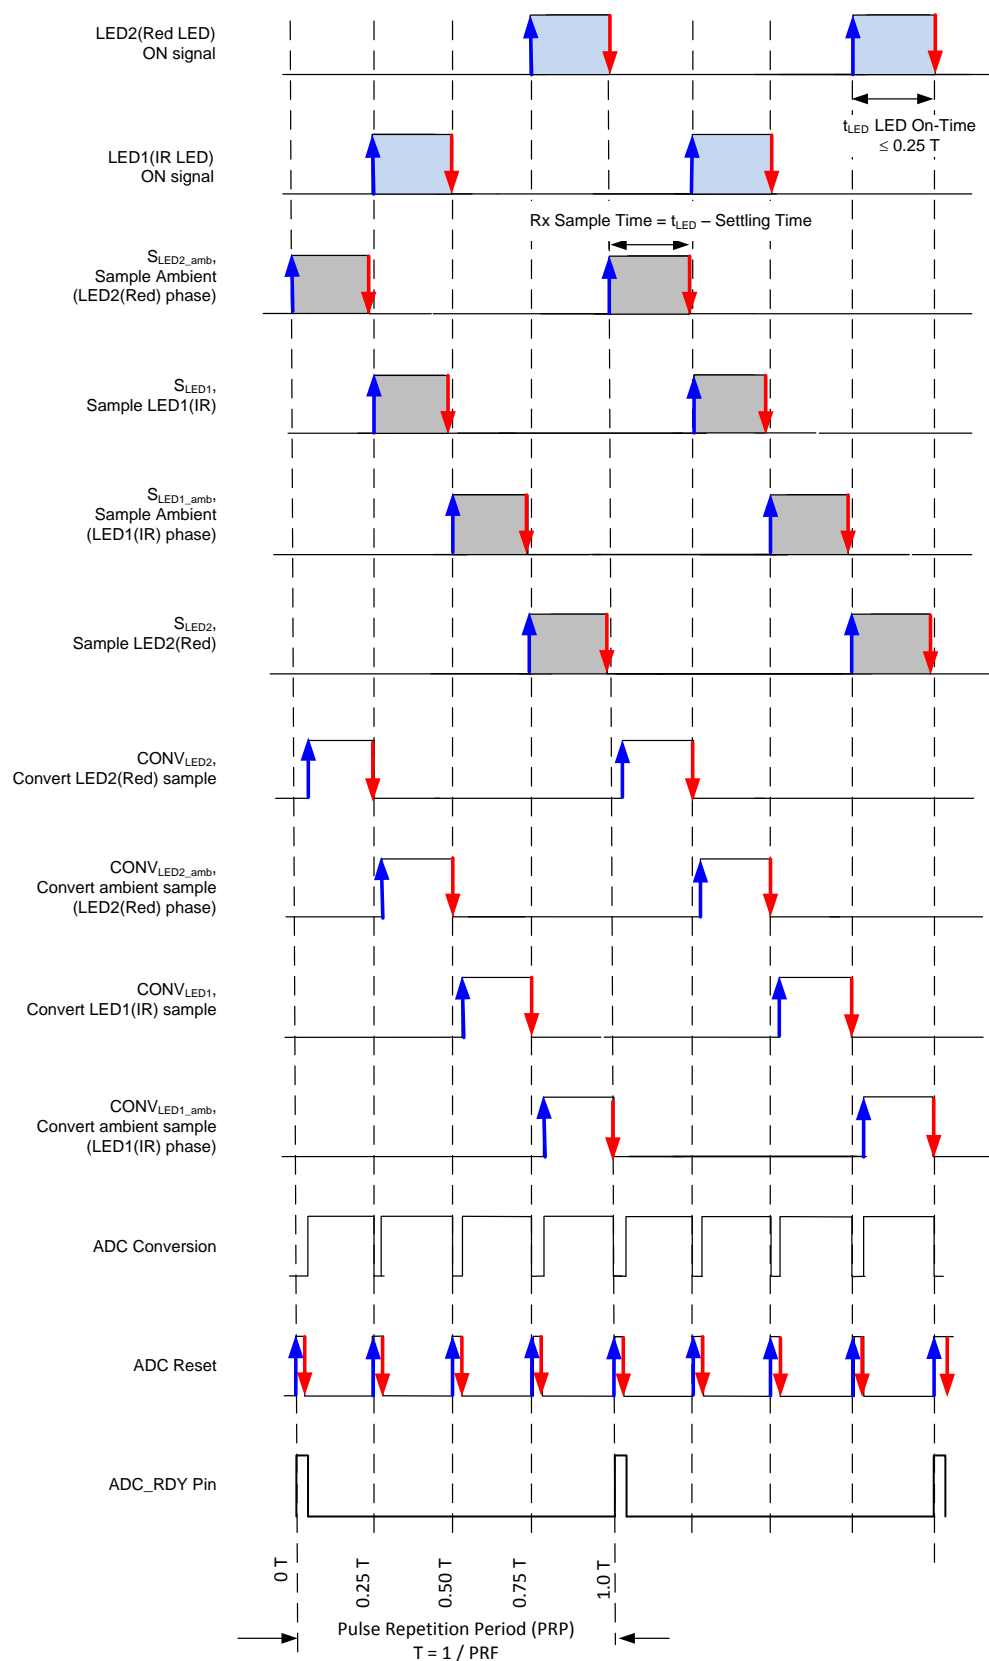 LED2(Red LED)
ON signal
tLED LED On-Time
≤ 0.25 T
LED1(IR LED)
ON signal
Rx Sample Time = tLED – Settling Time
SLED2_amb,
Sample Ambient
(LED2(Red) phase)
SLED1,
Sample LED1(IR)
SLED1_amb,
Sample Ambient
(LED1(IR) phase)
SLED2,
Sample LED2(Red)
CONVLED2,
Convert LED2(Red) sample
CONVLED2_amb,
Convert ambient sample
(LED2(Red) phase)
CONVLED1,
Convert LED1(IR) sample
CONVLED1_amb,
Convert ambient sample
(LED1(IR) phase)
ADC Conversion
ADC Reset
ADC_RDY Pin
0 T
0.25 T
0.50 T
0.75 T
1.0 T
Pulse Repetition Period (PRP)
T = 1 / PRF